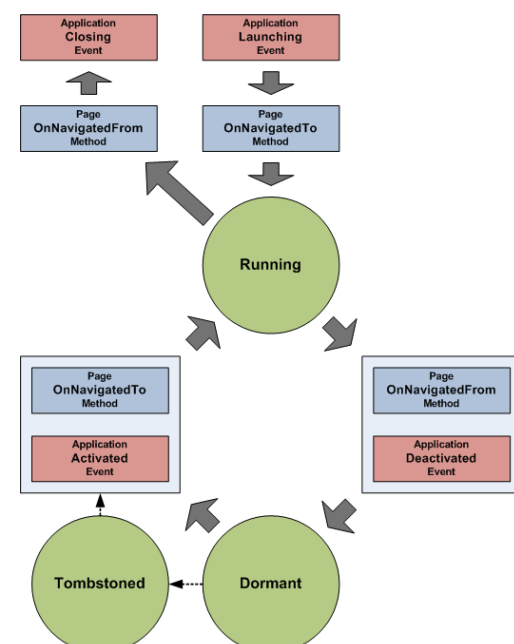 Application
Closing
Event
Application
Launching
Event
Page
OnNavigatedFrom
Method
Page
OnNavigatedTo
Method
Running
Page
OnNavigatedTo
Method
Application
Activated
Event
Page
OnNavigatedFrom
Method
Application
Deactivated
Event
Tombstoned
Dormant